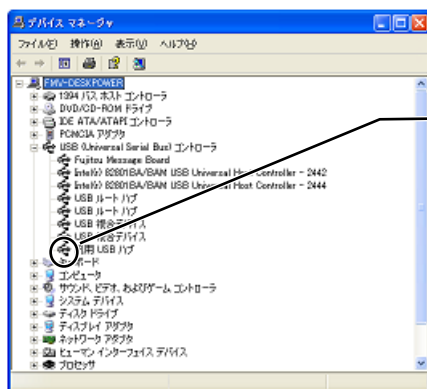 デバイス マネージャ
ファイル(F) 操作(A) 表示(V) ヘルプ(H)
FMV-DESKPOWER
1394 バス ホスト コントローラ
DVD/CD-ROM ドライブ
IDE ATA/ATAPI コントローラ
PCMCIA アダプタ
USB (Universal Serial Bus) コントローラ
Fujitsu Message Board
Intel(r) 82801BA/BAM USB Universal Host Controller - 2442
Intel(r) 82801BA/BAM USB Universal Host Controller - 2444
USB ルート ハブ
USB ルート ハブ
USB 複合デバイス
USB 複合デバイス
汎用 USB ハブ
キーボード
コンピュータ
サウンド、ビデオ、およびゲーム コントローラ
システム デバイス
ディスク ドライブ
ディスプレイ アダプタ
ネットワーク アダプタ
ヒューマン インターフェイス デバイス
プロセッサ